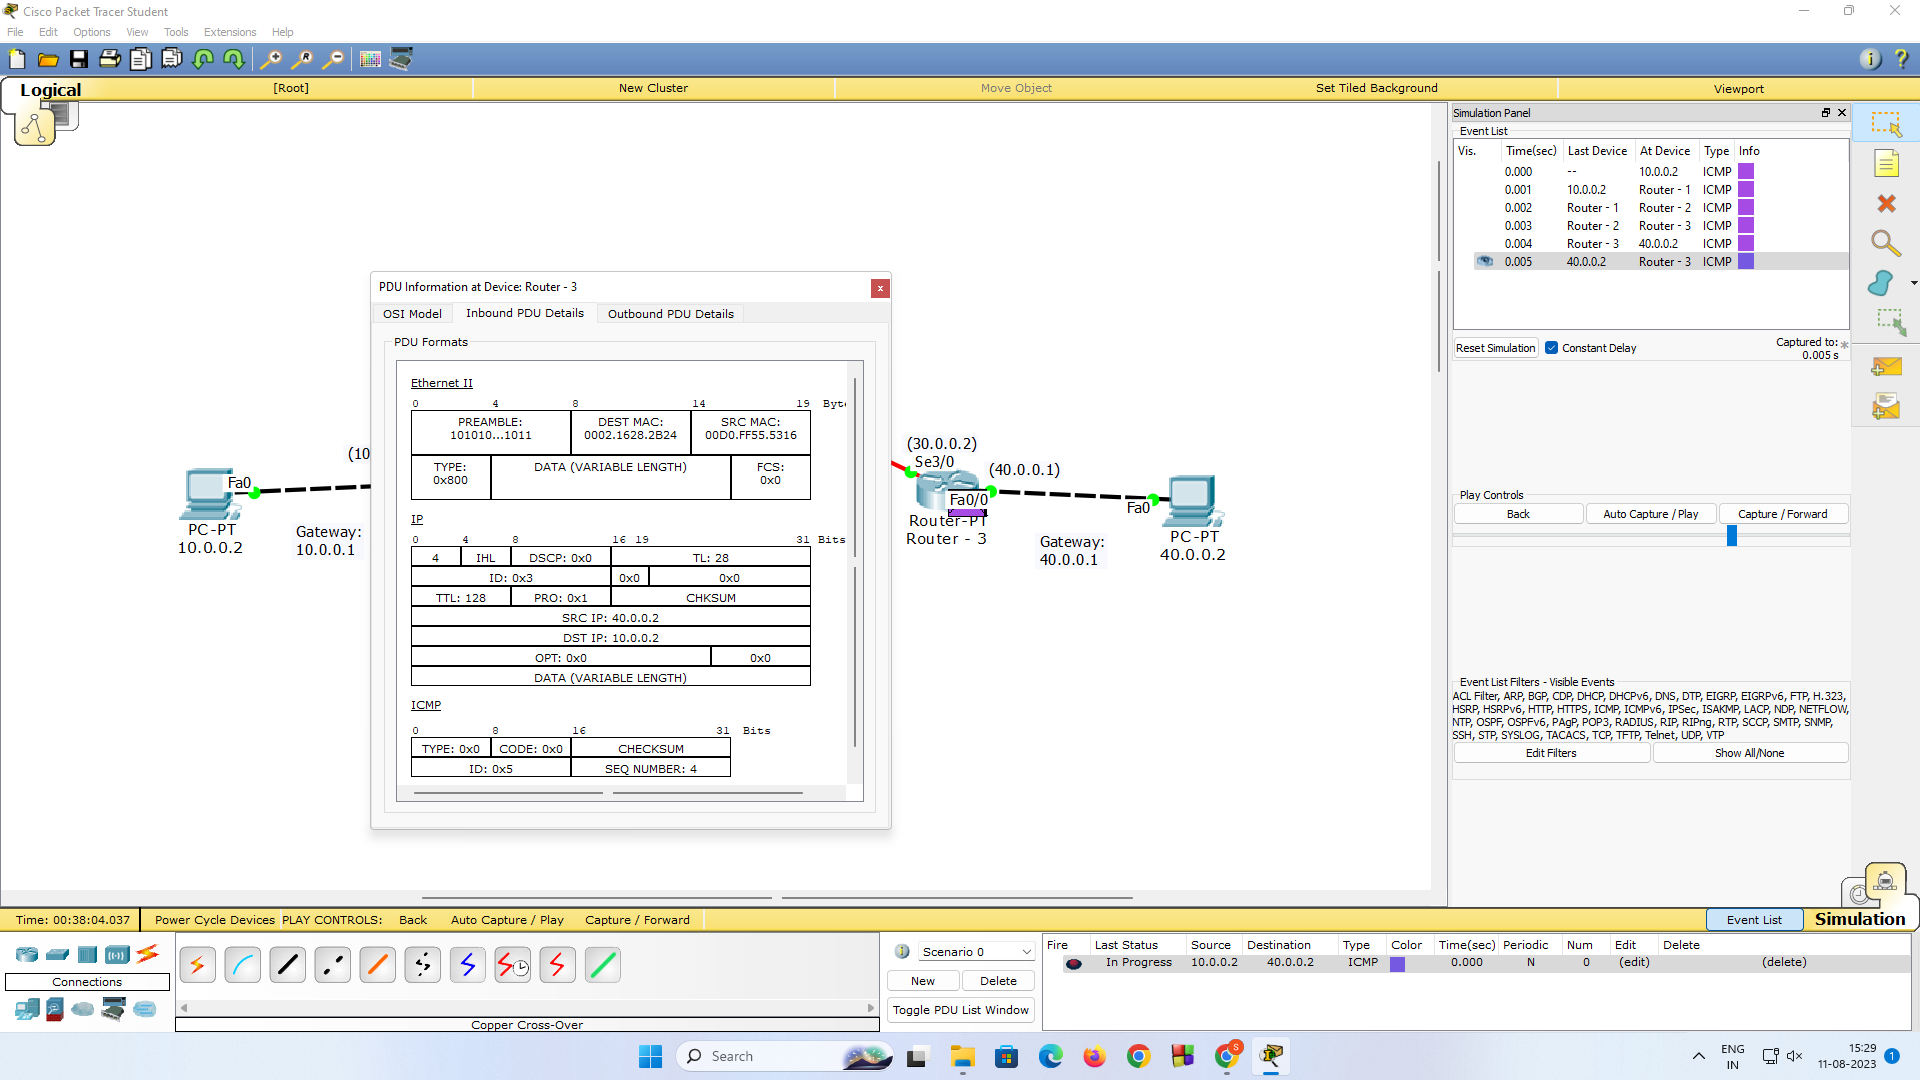 Cisco Packet Tracer Student
File Edit Options View Tools Extensions Help
Logical [Root] New Cluster Move Object Set Tiled Background Viewport
Simulation Panel
Event List
Vis. Time(sec) Last Device At Device Type Info
0.000 -- 10.0.0.2 ICMP
0.001 10.0.0.2 Router - 1 ICMP
0.002 Router - 1 Router - 2 ICMP
0.003 Router - 2 Router - 3 ICMP
0.004 Router - 3 40.0.0.2 ICMP
0.005 40.0.0.2 Router - 3 ICMP
Reset Simulation Constant Delay Captured to: *
0.005 s
Play Controls
Back Auto Capture / Play Capture / Forward
Event List Filters - Visible Events
ACL Filter, ARP, BGP, CDP, DHCP, DHCPv6, DNS, DTP, EIGRP, EIGRPv6, FTP, H.323,
HSRP, HSRPv6, HTTP, HTTPS, ICMP, ICMPv6, IPSec, ISAKMP, LACP, NDP, NETFLOW,
NTP, OSPF, OSPFv6, PAgP, POP3, RADIUS, RIP, RIPng, RTP, SCCP, SMTP, SNMP,
SSH, STP, SYSLOG, TACACS, TCP, TFTP, Telnet, UDP, VTP
Edit Filters Show All/None
PDU Information at Device: Router - 3
x
OSI Model Inbound PDU Details Outbound PDU Details
PDU Formats
Ethernet II
0 4 8 14 19
PREAMBLE: DEST MAC: SRC MAC:
101010...1011 0002.1628.2B24 00D0.FF55.5316
TYPE: DATA (VARIABLE LENGTH) FCS:
0x800 0x0
IP
0 4 8 16 19 31 Bits
4 IHL DSCP: 0x0 TL: 28
ID: 0x3 0x0 0x0
TTL: 128 PRO: 0x1 CHKSUM
SRC IP: 40.0.0.2
DST IP: 10.0.0.2
OPT: 0x0 0x0
DATA (VARIABLE LENGTH)
ICMP
0 8 16 31 Bits
TYPE: 0x0 CODE: 0x0 CHECKSUM
ID: 0x5 SEQ NUMBER: 4
(10
Fa0
PC-PT
10.0.0.2
Gateway:
10.0.0.1
(30.0.0.2)
Se3/0
(40.0.0.1)
Fa0/0
Router-PT
Router - 3
Fa0
Gateway:
40.0.0.1
PC-PT
40.0.0.2
Time: 00:38:04.037 Power Cycle Devices PLAY CONTROLS: Back Auto Capture / Play Capture / Forward
Event List Simulation
Connections
Copper Cross-Over
Scenario 0
New Delete
Toggle PDU List Window
Fire Last Status Source Destination Type Color Time(sec) Periodic Num Edit Delete
In Progress 10.0.0.2 40.0.0.2 ICMP 0.000 N 0 (edit) (delete)
Search
S
ENG
IN
15:29
11-08-2023
1